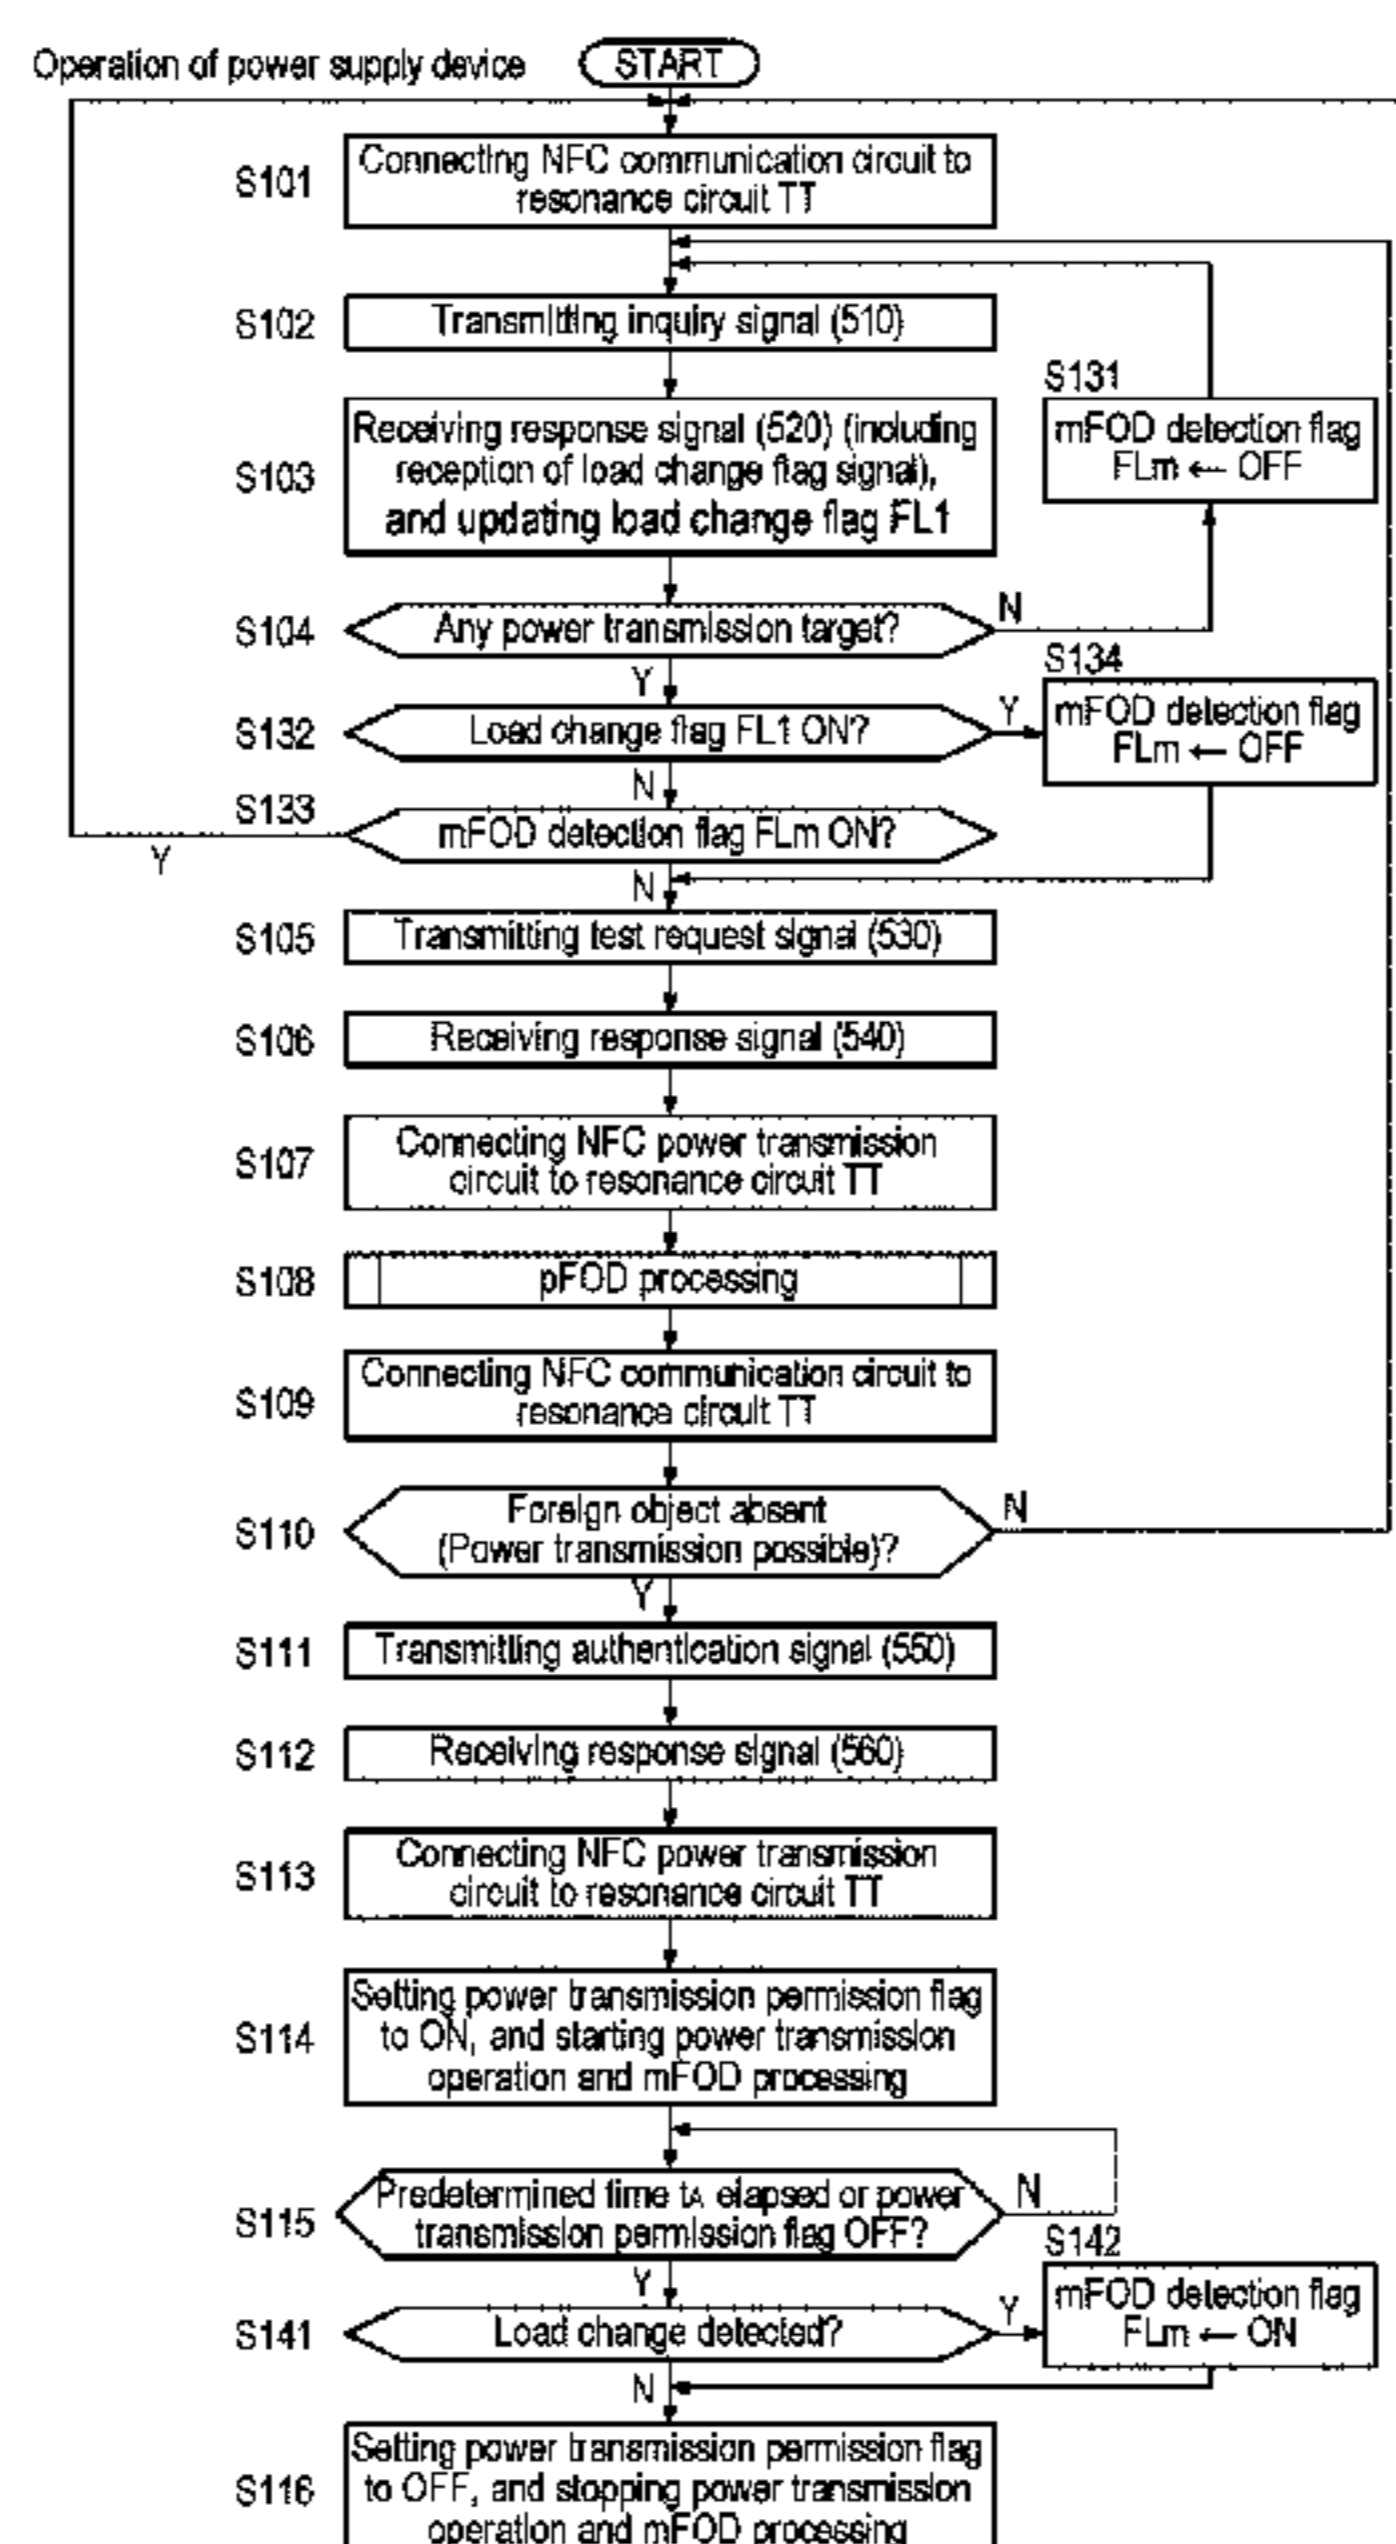 Operation of power supply device
START
S101
Connecting NFC communication circuit to
resonance circuit TT
S102
Transmitting inquiry signal (510)
S131
mFOD detection flag
FLm ← OFF
S103
Receiving response signal (520) (including
reception of load change flag signal),
and updating load change flag FL1
S104
Any power transmission target?
N
Y
S134
mFOD detection flag
FLm ← OFF
S132
Load change flag FL1 ON?
Y
N
S133
mFOD detection flag FLm ON?
Y
N
S105
Transmitting test request signal (530)
S106
Receiving response signal (540)
S107
Connecting NFC power transmission
circuit to resonance circuit TT
S108
pFOD processing
S109
Connecting NFC communication circuit to
resonance circuit TT
S110
Foreign object absent
(Power transmission possible)?
N
Y
S111
Transmitting authentication signal (550)
S112
Receiving response signal (560)
S113
Connecting NFC power transmission
circuit to resonance circuit TT
S114
Setting power transmission permission flag
to ON, and starting power transmission
operation and mFOD processing
S115
Predetermined time tA elapsed or power
transmission permission flag OFF?
N
Y
S142
mFOD detection flag
FLm ← ON
S141
Load change detected?
Y
N
S116
Setting power transmission permission flag
to OFF, and stopping power transmission
operation and mFOD processing